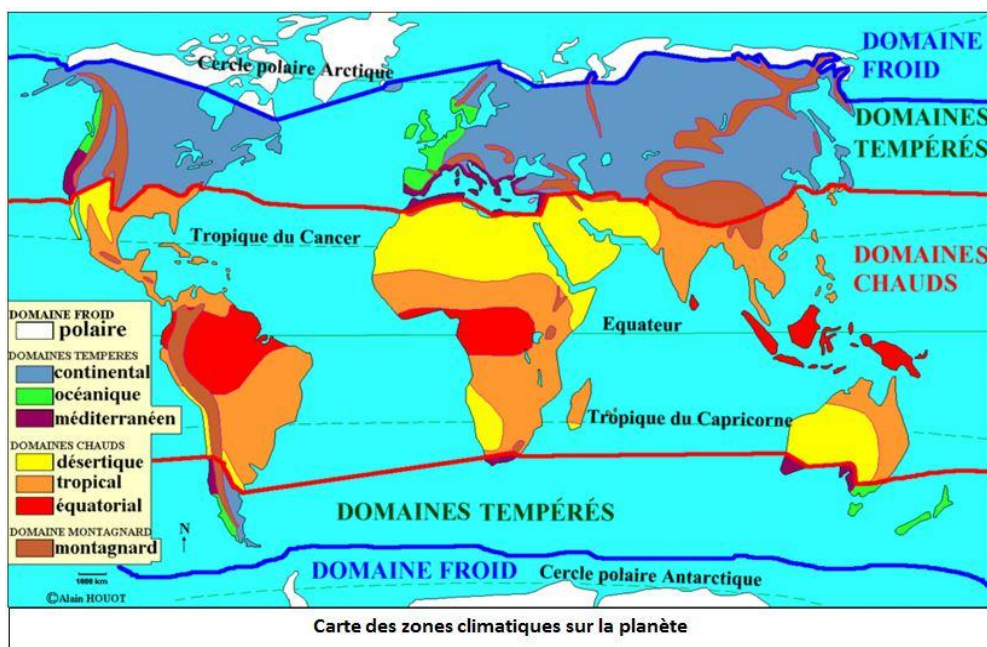 Cercle polaire Arctique
DOMAINE
FROID
DOMAINES
TEMPÉRÉS
Tropique du Cancer
DOMAINES
CHAUDS
Equateur
Tropique du Capricorne
DOMAINE FROID
polaire
DOMAINES TEMPERES
continental
océanique
méditerranéen
DOMAINES CHAUDS
désertique
tropical
équatorial
DOMAINE MONTAGNARD
montagnard
N
DOMAINES TEMPÉRÉS
DOMAINE FROID
Cercle polaire Antarctique
1000 km
©Alain HOUOT
Carte des zones climatiques sur la planète